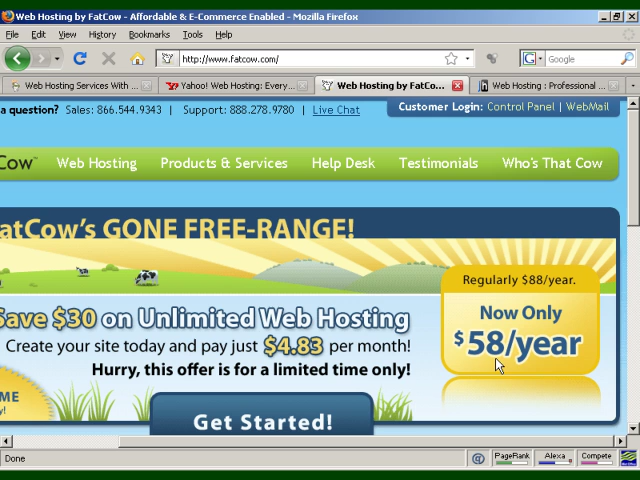 Web Hosting by FatCow - Affordable & E-Commerce Enabled - Mozilla Firefox
File Edit View History Bookmarks Tools Help
http://www.fatcow.com/
Google
Web Hosting Services With ...
Yahoo! Web Hosting: Every...
Web Hosting by FatCo...
Web Hosting : Professional ...
a question? Sales: 866.544.9343 | Support: 888.278.9780 | Live Chat
Customer Login: Control Panel | WebMail
Cow™ Web Hosting Products & Services Help Desk Testimonials Who's That Cow
atCow's GONE FREE-RANGE!
Regularly $88/year.
Now Only
$58/year
Save $30 on Unlimited Web Hosting
Create your site today and pay just $4.83 per month!
Hurry, this offer is for a limited time only!
ME
y!
Get Started!
Done
PageRank
Alexa
Compete